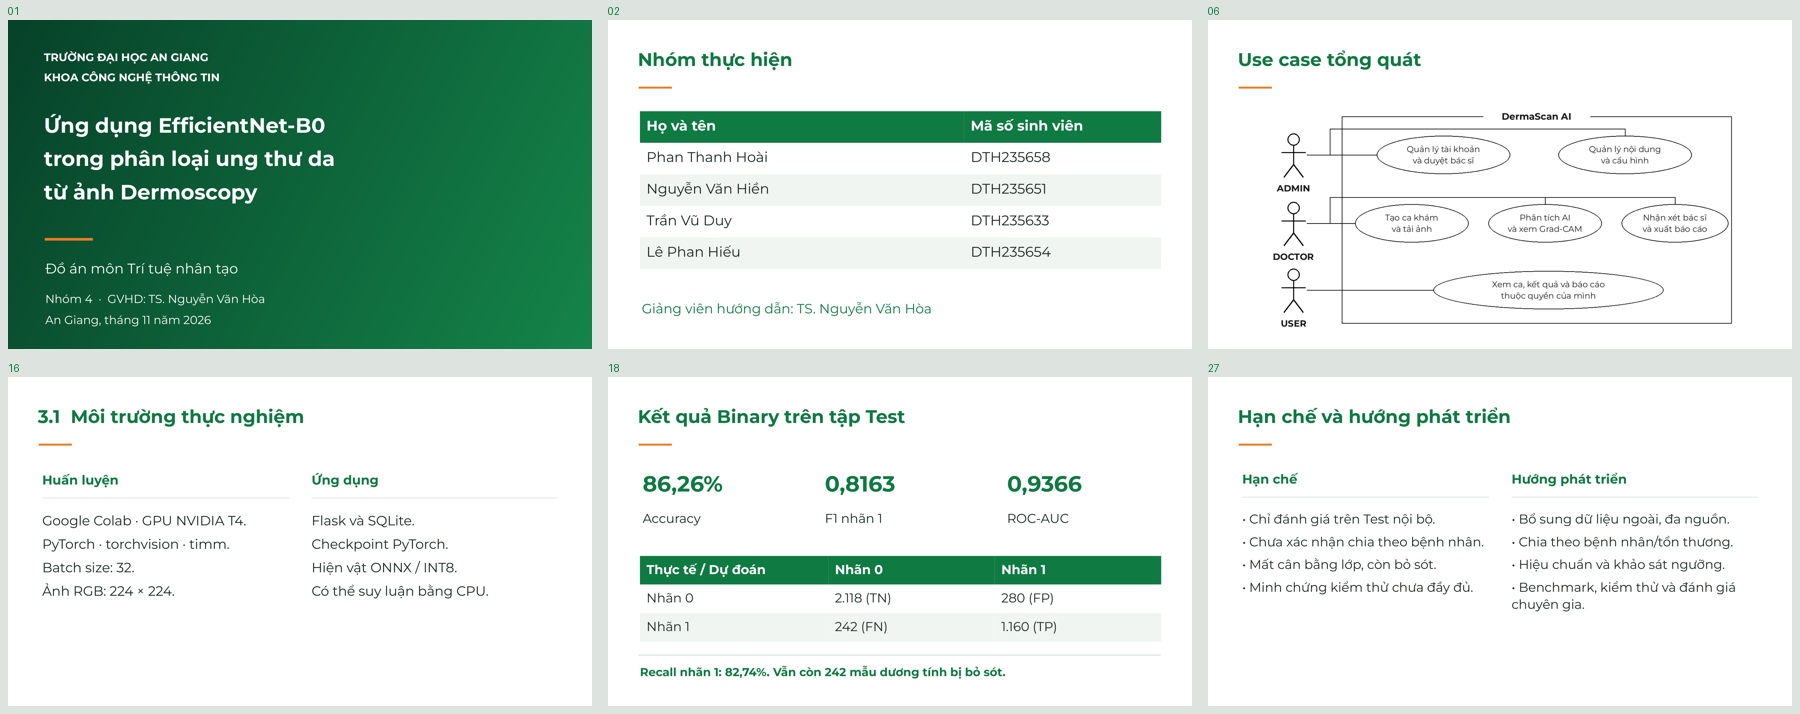 01
TRƯỜNG ĐẠI HỌC AN GIANG
KHOA CÔNG NGHỆ THÔNG TIN
Ứng dụng EfficientNet-B0
trong phân loại ung thư da
từ ảnh Dermoscopy
Đồ án môn Trí tuệ nhân tạo
Nhóm 4 · GVHD: TS. Nguyễn Văn Hòa
An Giang, tháng 11 năm 2026
02
Nhóm thực hiện
Họ và tên Mã số sinh viên
Phan Thanh Hoài DTH235658
Nguyễn Văn Hiền DTH235651
Trần Vũ Duy DTH235633
Lê Phan Hiếu DTH235654
Giảng viên hướng dẫn: TS. Nguyễn Văn Hòa
06
Use case tổng quát
DermaScan AI
Quản lý tài khoản
và duyệt bác sĩ
Quản lý nội dung
và cấu hình
ADMIN
Tạo ca khám
và tải ảnh
Phân tích AI
và xem Grad-CAM
Nhận xét bác sĩ
và xuất báo cáo
DOCTOR
Xem ca, kết quả và báo cáo
thuộc quyền của mình
USER
16
3.1 Môi trường thực nghiệm
Huấn luyện
Google Colab · GPU NVIDIA T4.
PyTorch · torchvision · timm.
Batch size: 32.
Ảnh RGB: 224 × 224.
Ứng dụng
Flask và SQLite.
Checkpoint PyTorch.
Hiện vật ONNX / INT8.
Có thể suy luận bằng CPU.
18
Kết quả Binary trên tập Test
86,26% 0,8163 0,9366
Accuracy F1 nhãn 1 ROC-AUC
Thực tế / Dự đoán Nhãn 0 Nhãn 1
Nhãn 0 2.118 (TN) 280 (FP)
Nhãn 1 242 (FN) 1.160 (TP)
Recall nhãn 1: 82,74%. Vẫn còn 242 mẫu dương tính bị bỏ sót.
27
Hạn chế và hướng phát triển
Hạn chế
• Chỉ đánh giá trên Test nội bộ.
• Chưa xác nhận chia theo bệnh nhân.
• Mất cân bằng lớp, còn bỏ sót.
• Minh chứng kiểm thử chưa đầy đủ.
Hướng phát triển
• Bổ sung dữ liệu ngoài, đa nguồn.
• Chia theo bệnh nhân/tổn thương.
• Hiệu chuẩn và khảo sát ngưỡng.
• Benchmark, kiểm thử và đánh giá
chuyên gia.